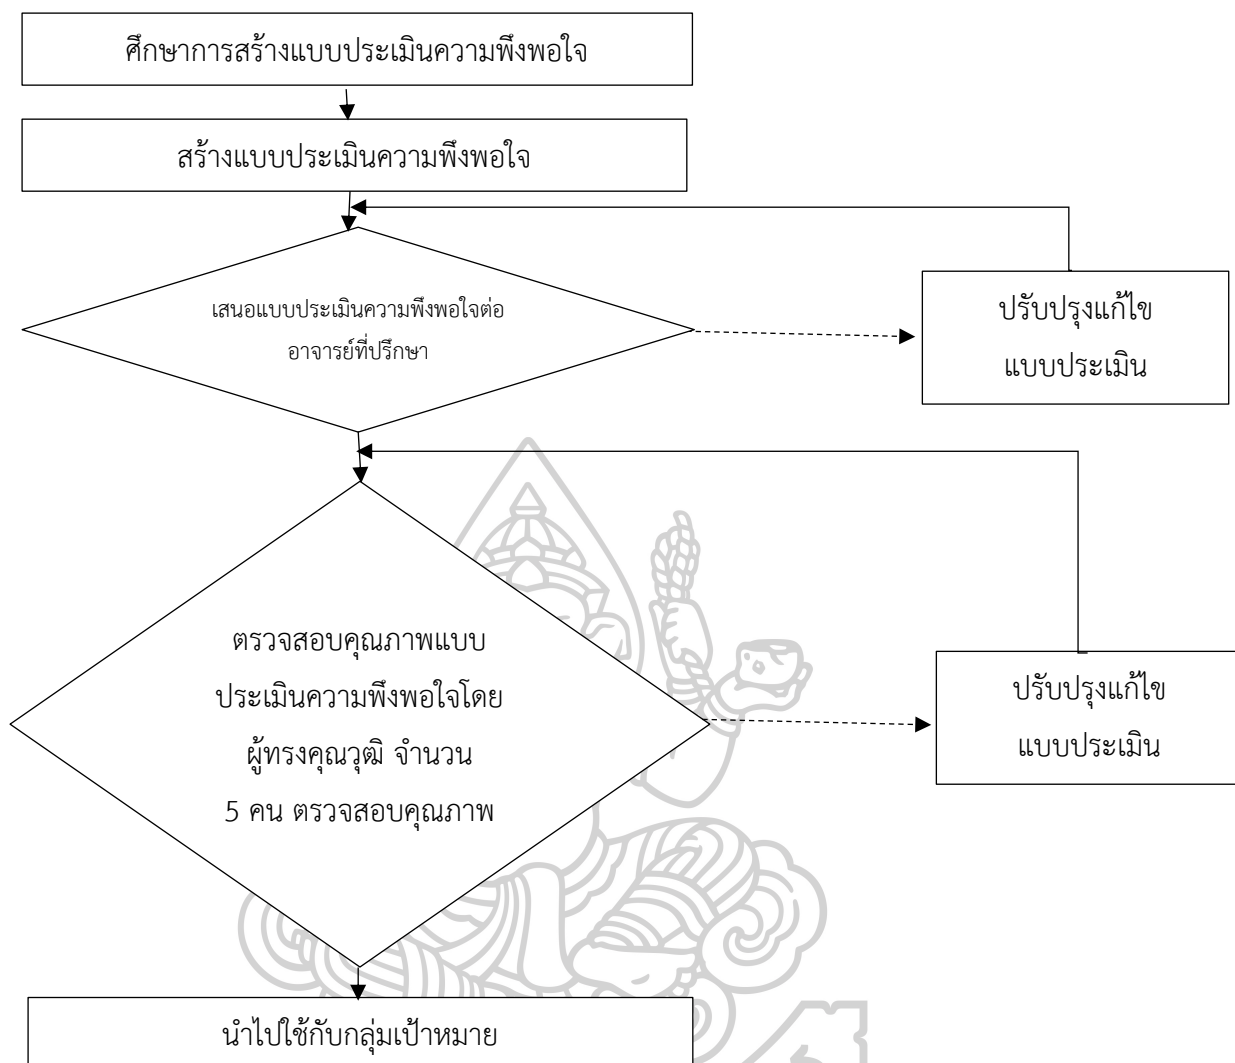 ศึกษาการสร้างแบบประเมินความพึงพอใจ
สร้างแบบประเมินความพึงพอใจ
เสนอแบบประเมินความพึงพอใจต่อ
อาจารย์ที่ปรึกษา
ปรับปรุงแก้ไข
แบบประเมิน
ตรวจสอบคุณภาพแบบ
ประเมินความพึงพอใจโดย
ผู้ทรงคุณวุฒิ จำนวน
5 คน ตรวจสอบคุณภาพ
ปรับปรุงแก้ไข
แบบประเมิน
นำไปใช้กับกลุ่มเป้าหมาย